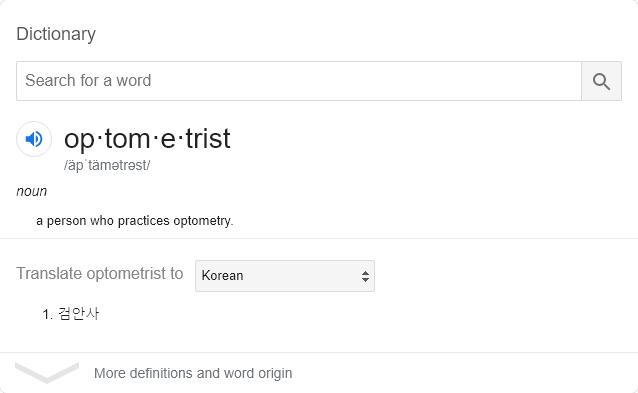 Dictionary
Search for a word
op·tom·e·trist
/äpˈtämətrəst/
noun
a person who practices optometry.
Translate optometrist to Korean
1. 검안사
More definitions and word origin